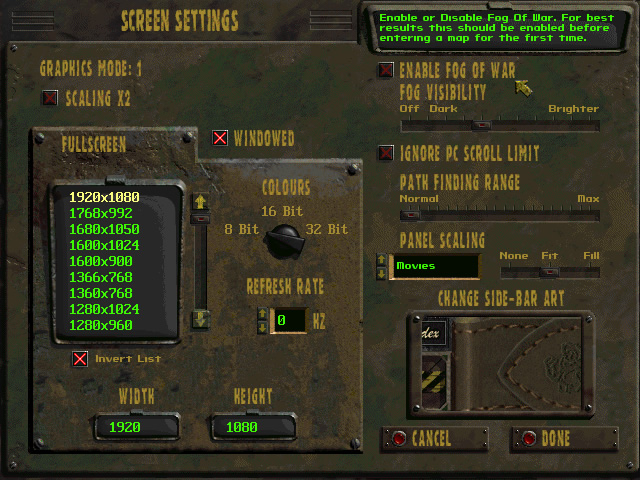 SCREEN SETTINGS
Enable or Disable Fog Of War. For best
results this should be enabled before
entering a map for the first time.
GRAPHICS MODE: 1
SCALING X2
ENABLE FOG OF WAR
FOG VISIBILITY
Off Dark Brighter
FULLSCREEN
WINDOWED
IGNORE PC SCROLL LIMIT
1920x1080
1768x992
1680x1050
1600x1024
1600x900
1366x768
1360x768
1280x1024
1280x960
COLOURS
16 Bit
8 Bit 32 Bit
PATH FINDING RANGE
Normal Max
PANEL SCALING
None Fit Fill
Movies
REFRESH RATE
0 HZ
CHANGE SIDE-BAR ART
dex
Invert List
WIDTH HEIGHT
1920 1080
CANCEL DONE